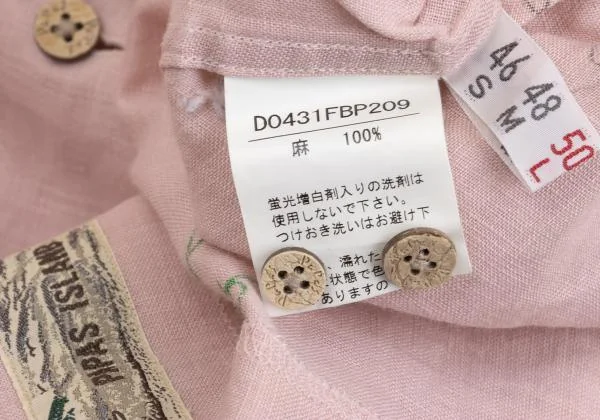 DO431FBP209
麻 100%
蛍光増白剤入りの洗剤は
使用しないで下さい。
つけおき洗いはお避け下
、濡れた
状態で色
ありますの
46 48 50
S M L
PAPAS ISLAND